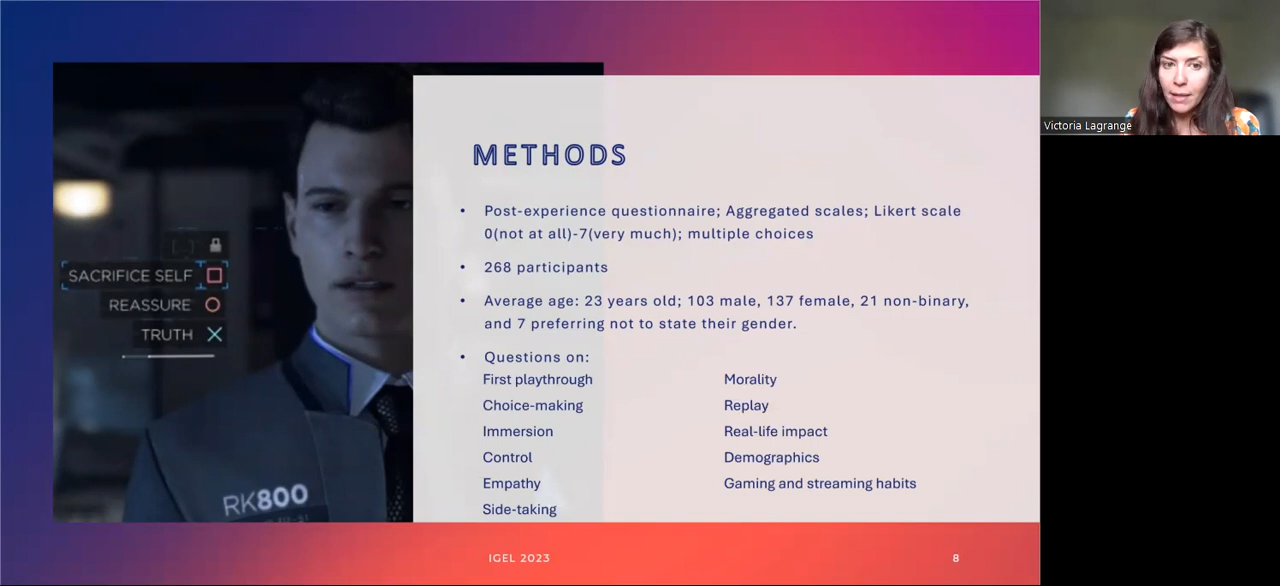 METHODS
• Post-experience questionnaire; Aggregated scales; Likert scale
0(not at all)-7(very much); multiple choices
• 268 participants
• Average age: 23 years old; 103 male, 137 female, 21 non-binary,
and 7 preferring not to state their gender.
• Questions on:
First playthrough
Choice-making
Immersion
Control
Empathy
Side-taking
Morality
Replay
Real-life impact
Demographics
Gaming and streaming habits
SACRIFICE SELF
REASSURE
TRUTH
RK800
IGEL 2023
8
Victoria Lagrange